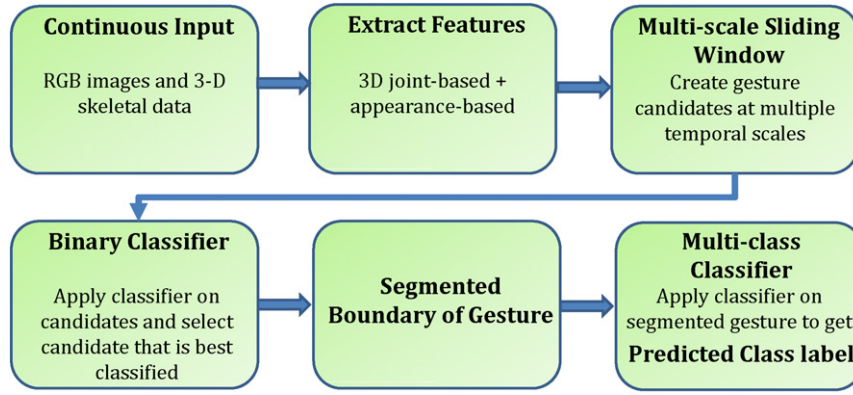 Continuous Input
RGB images and 3-D
skeletal data
Extract Features
3D joint-based +
appearance-based
Multi-scale Sliding
Window
Create gesture
candidates at multiple
temporal scales
Binary Classifier
Apply classifier on
candidates and select
candidate that is best
classified
Segmented
Boundary of Gesture
Multi-class
Classifier
Apply classifier on
segmented gesture to get
Predicted Class label